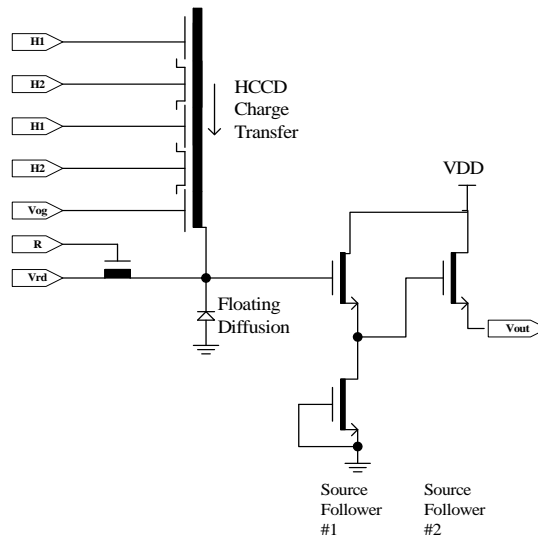 H1
H2
H1
H2
Vog
R
Vrd
HCCD
Charge
Transfer
VDD
Floating
Diffusion
Vout
Source
Follower
#1
Source
Follower
#2